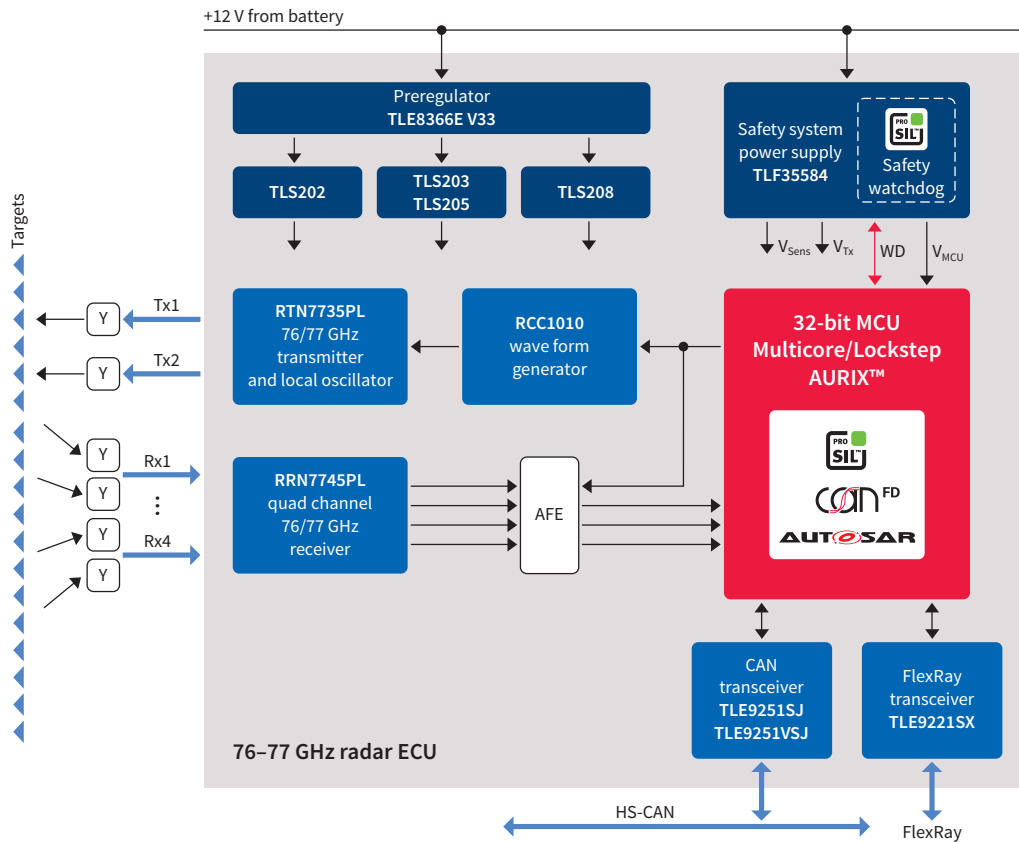 +12 V from battery
Preregulator
TLE8366E V33
TLS202
TLS203
TLS205
TLS208
Safety system
power supply
TLF35584
PRO
SIL
Safety
watchdog
VSens
VTx
WD
VMCU
Targets
Tx1
Y
Tx2
Y
Y
Rx1
Y
Y
Rx4
Y
RTN7735PL
76/77 GHz
transmitter
and local oscillator
RCC1010
wave form
generator
32-bit MCU
Multicore/Lockstep
AURIX™
PRO
SIL
CAN FD
AUTOSAR
RRN7745PL
quad channel
76/77 GHz
receiver
AFE
CAN
transceiver
TLE9251SJ
TLE9251VSJ
FlexRay
transceiver
TLE9221SX
76–77 GHz radar ECU
HS-CAN
FlexRay